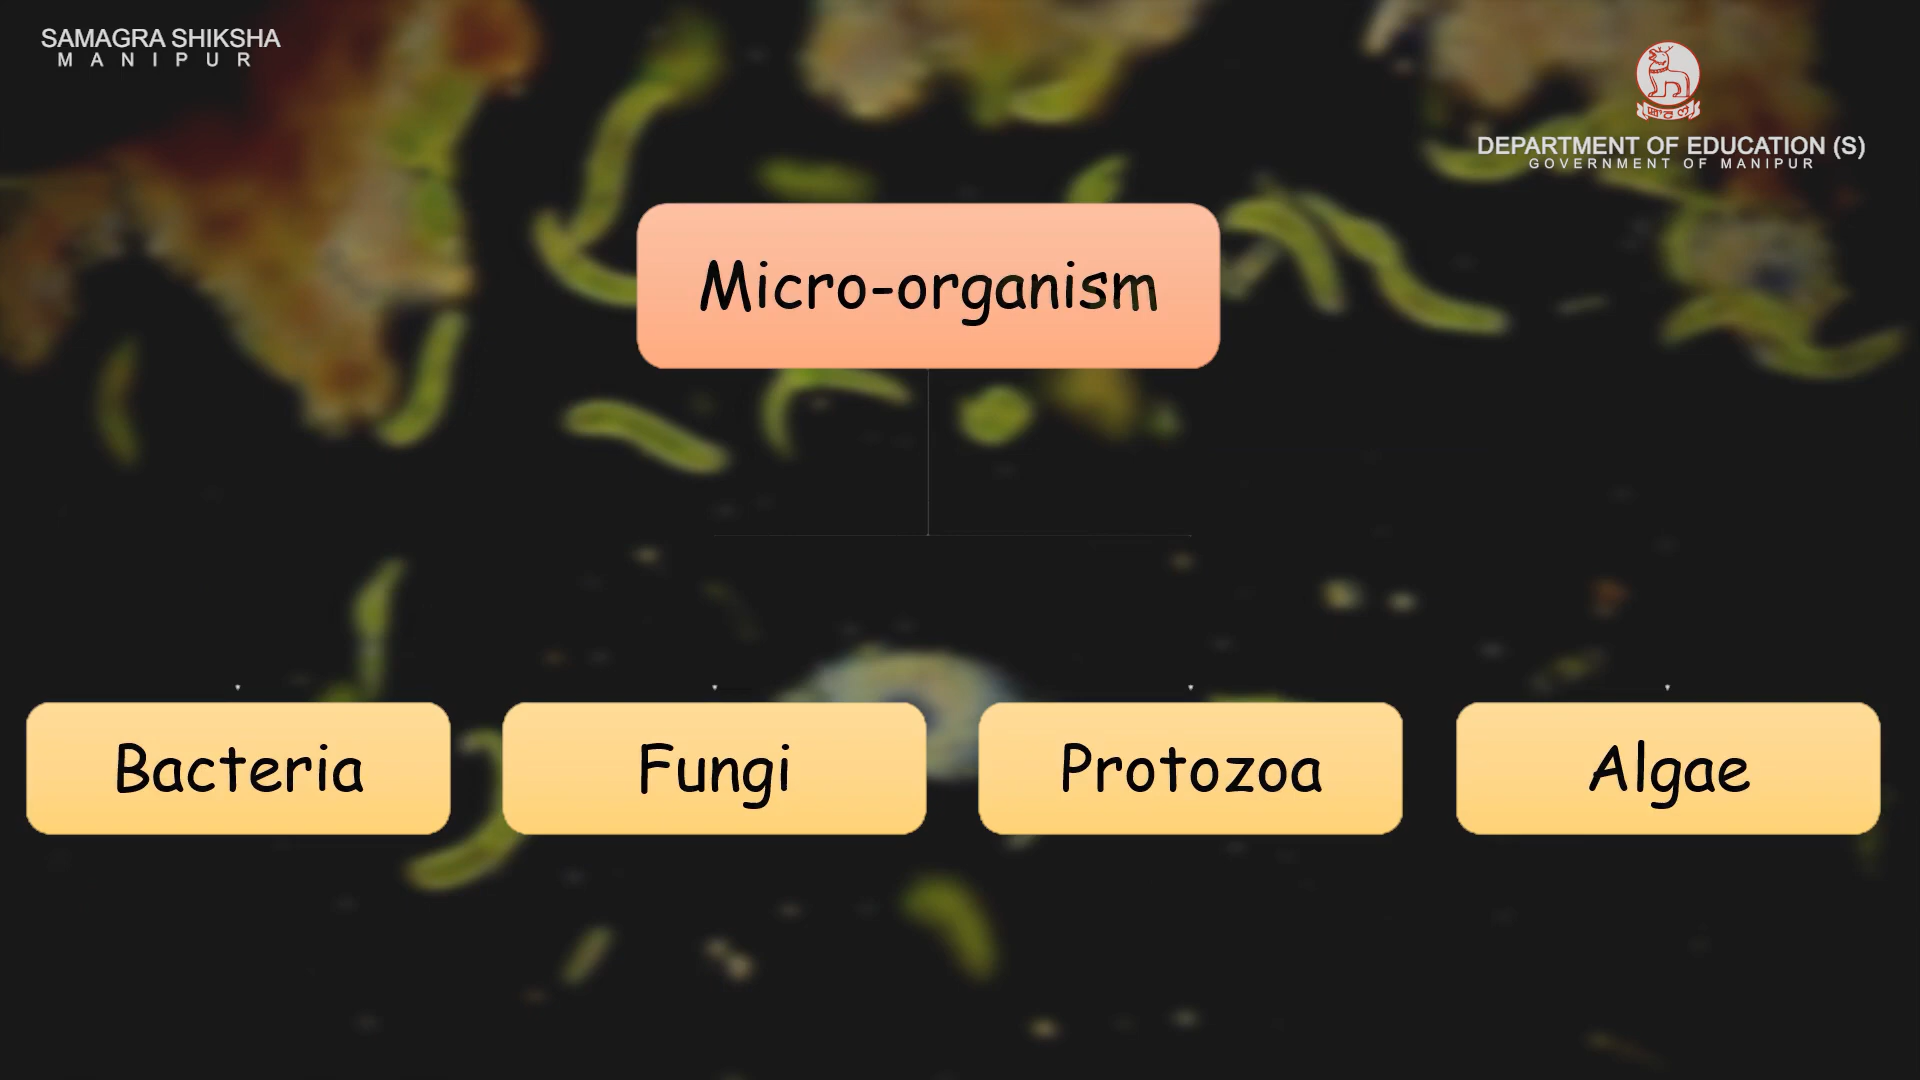 SAMAGRA SHIKSHA
MANIPUR
DEPARTMENT OF EDUCATION (S)
GOVERNMENT OF MANIPUR
Micro-organism
Bacteria
Fungi
Protozoa
Algae